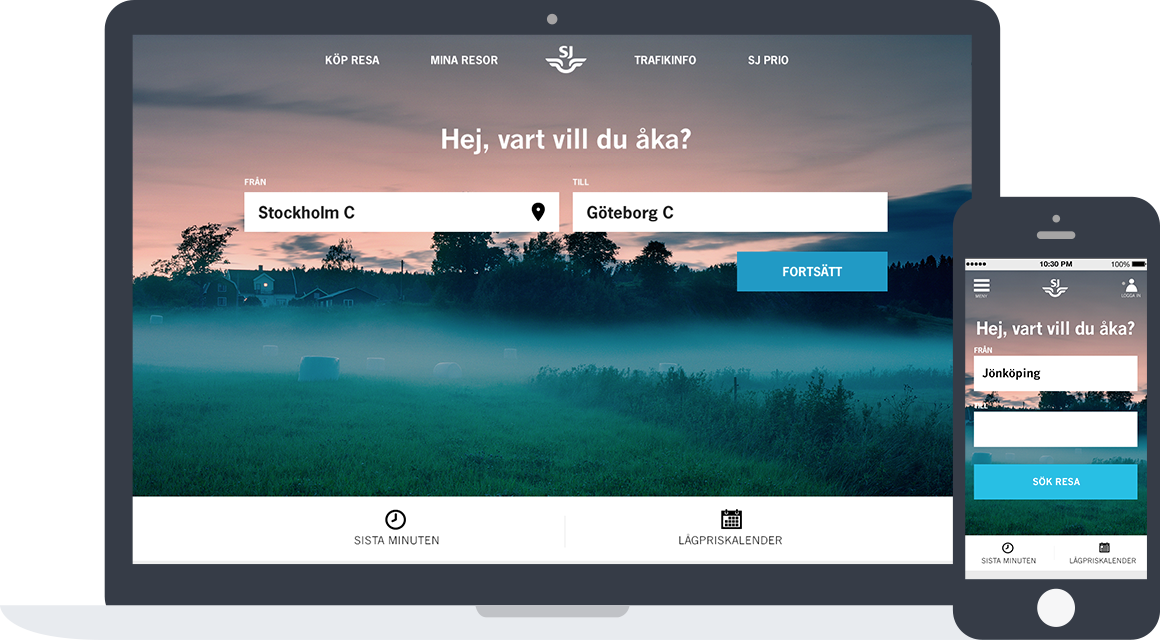 KÖP RESA
MINA RESOR
SJ
TRAFIKINFO
SJ PRIO
Hej, vart vill du åka?
FRÅN
TILL
Stockholm C
Göteborg C
FORTSÄTT
SISTA MINUTEN
LÅGPRISKALENDER
10:30 PM
100%
MENY
SJ
LOGGA IN
Hej, vart vill du åka?
FRÅN
Jönköping
TILL
SÖK RESA
SISTA MINUTEN
LÅGPRISKALENDER